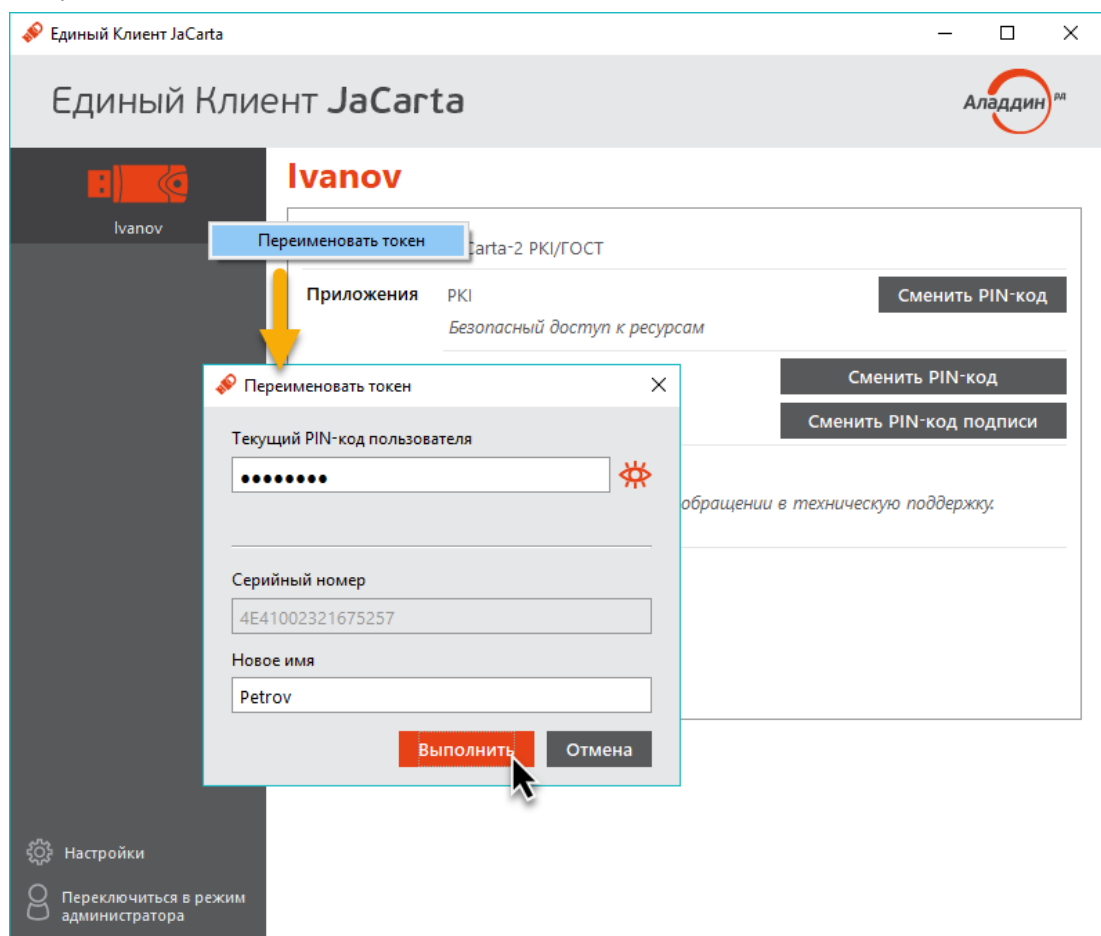 Единый Клиент JaCarta
Единый Клиент JaCarta
Аладдин РД
Ivanov
Ivanov
Переименовать токен
Carta-2 PKI/ГОСТ
Приложения PKI
Сменить PIN-код
Безопасный доступ к ресурсам
Сменить PIN-код
Сменить PIN-код подписи
обращении в техническую поддержку.
Переименовать токен
Текущий PIN-код пользователя
••••••••
Серийный номер
4E41002321675257
Новое имя
Petrov
Выполнить Отмена
Настройки
Переключиться в режим
администратора